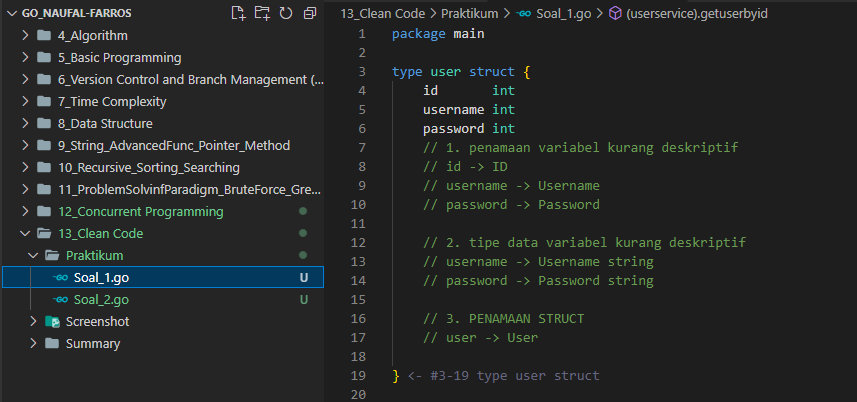 GO_NAUFAL-FARROS
4_Algorithm
5_Basic Programming
6_Version Control and Branch Management (...
7_Time Complexity
8_Data Structure
9_String_AdvancedFunc_Pointer_Method
10_Recursive_Sorting_Searching
11_ProblemSolvinfParadigm_BruteForce_Gre...
12_Concurrent Programming
13_Clean Code
Praktikum
GO Soal_1.go U
GO Soal_2.go U
Screenshot
Summary
13_Clean Code > Praktikum > GO Soal_1.go > (userservice).getuserbyid
1 package main
2
3 type user struct {
4 id int
5 username int
6 password int
7 // 1. penamaan variabel kurang deskriptif
8 // id -> ID
9 // username -> Username
10 // password -> Password
11
12 // 2. tipe data variabel kurang deskriptif
13 // username -> Username string
14 // password -> Password string
15
16 // 3. PENAMAAN STRUCT
17 // user -> User
18
19 } <- #3-19 type user struct
20